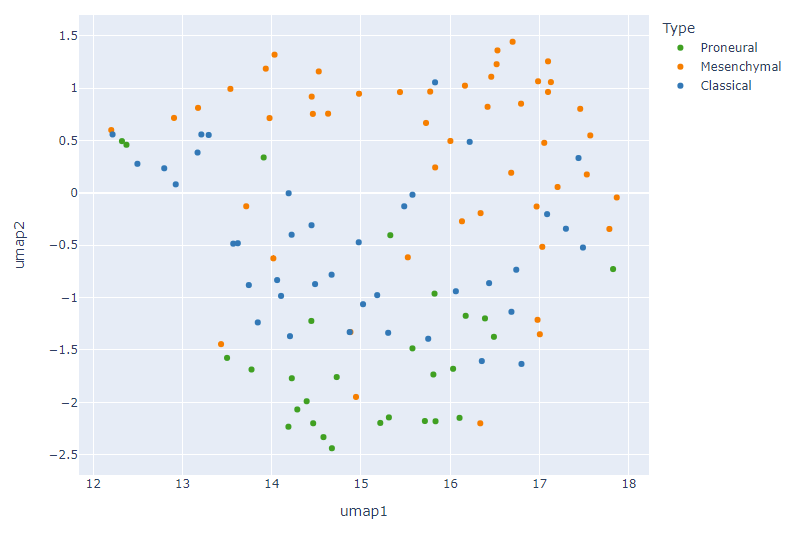 Type
Proneural
Mesenchymal
Classical
umap2
1.5
1
0.5
0
−0.5
−1
−1.5
−2
−2.5
12 13 14 15 16 17 18
umap1